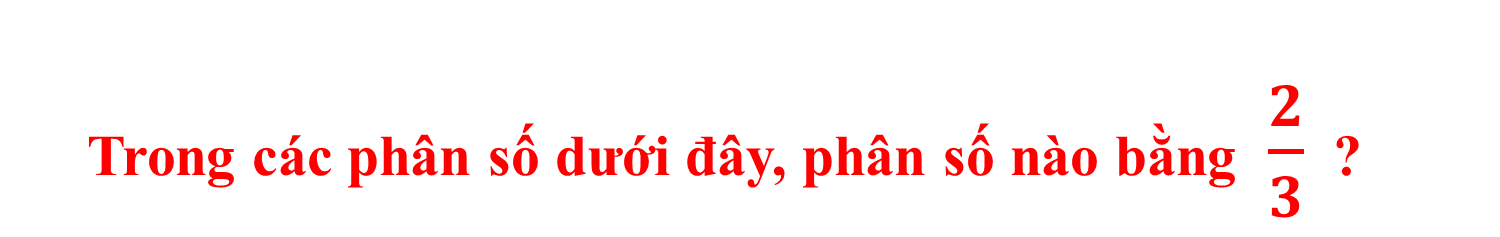 Trong các phân số dưới đây, phân số nào bằng 2/3 ?